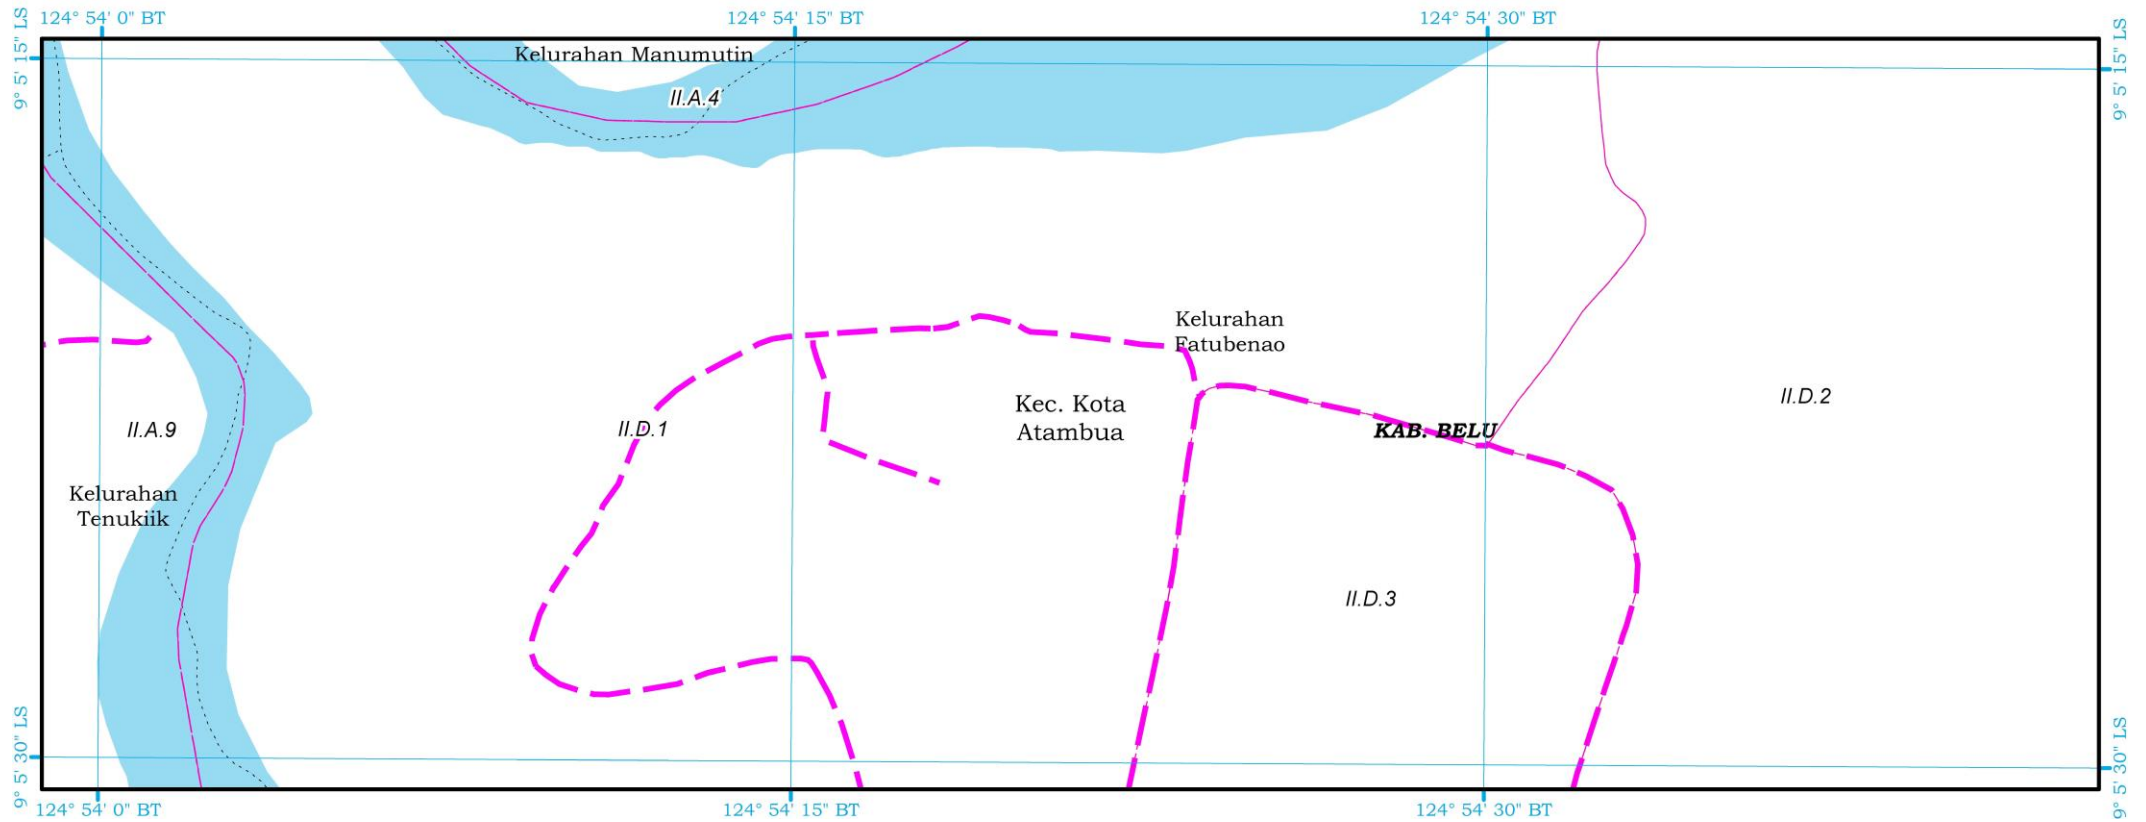 124° 54' 0" BT
124° 54' 15" BT
124° 54' 30" BT
9° 5' 15" LS
9° 5' 15" LS
Kelurahan Manumutin
II.A.4
Kelurahan
Fatubenao
Kec. Kota
Atambua
II.D.2
II.A.9
II.D.1
KAB. BELU
Kelurahan
Tenukiik
II.D.3
9° 5' 30" LS
9° 5' 30" LS
124° 54' 0" BT
124° 54' 15" BT
124° 54' 30" BT